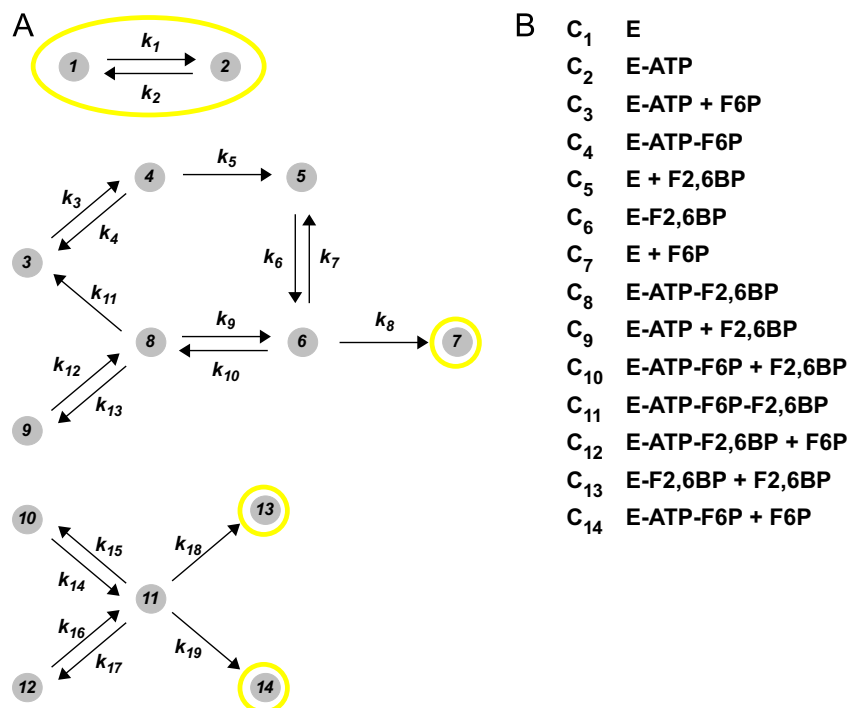 A
k1
1 2
k2
4 k5 5
k3
k4
3
k6 k7
k11
k9 k8
8 6 7
k10
k12
k13
9
10 13
k15 k18
k14
11
k16
k17 k19
12 14
B
C1 E
C2 E-ATP
C3 E-ATP + F6P
C4 E-ATP-F6P
C5 E + F2,6BP
C6 E-F2,6BP
C7 E + F6P
C8 E-ATP-F2,6BP
C9 E-ATP + F2,6BP
C10 E-ATP-F6P + F2,6BP
C11 E-ATP-F6P-F2,6BP
C12 E-ATP-F2,6BP + F6P
C13 E-F2,6BP + F2,6BP
C14 E-ATP-F6P + F6P